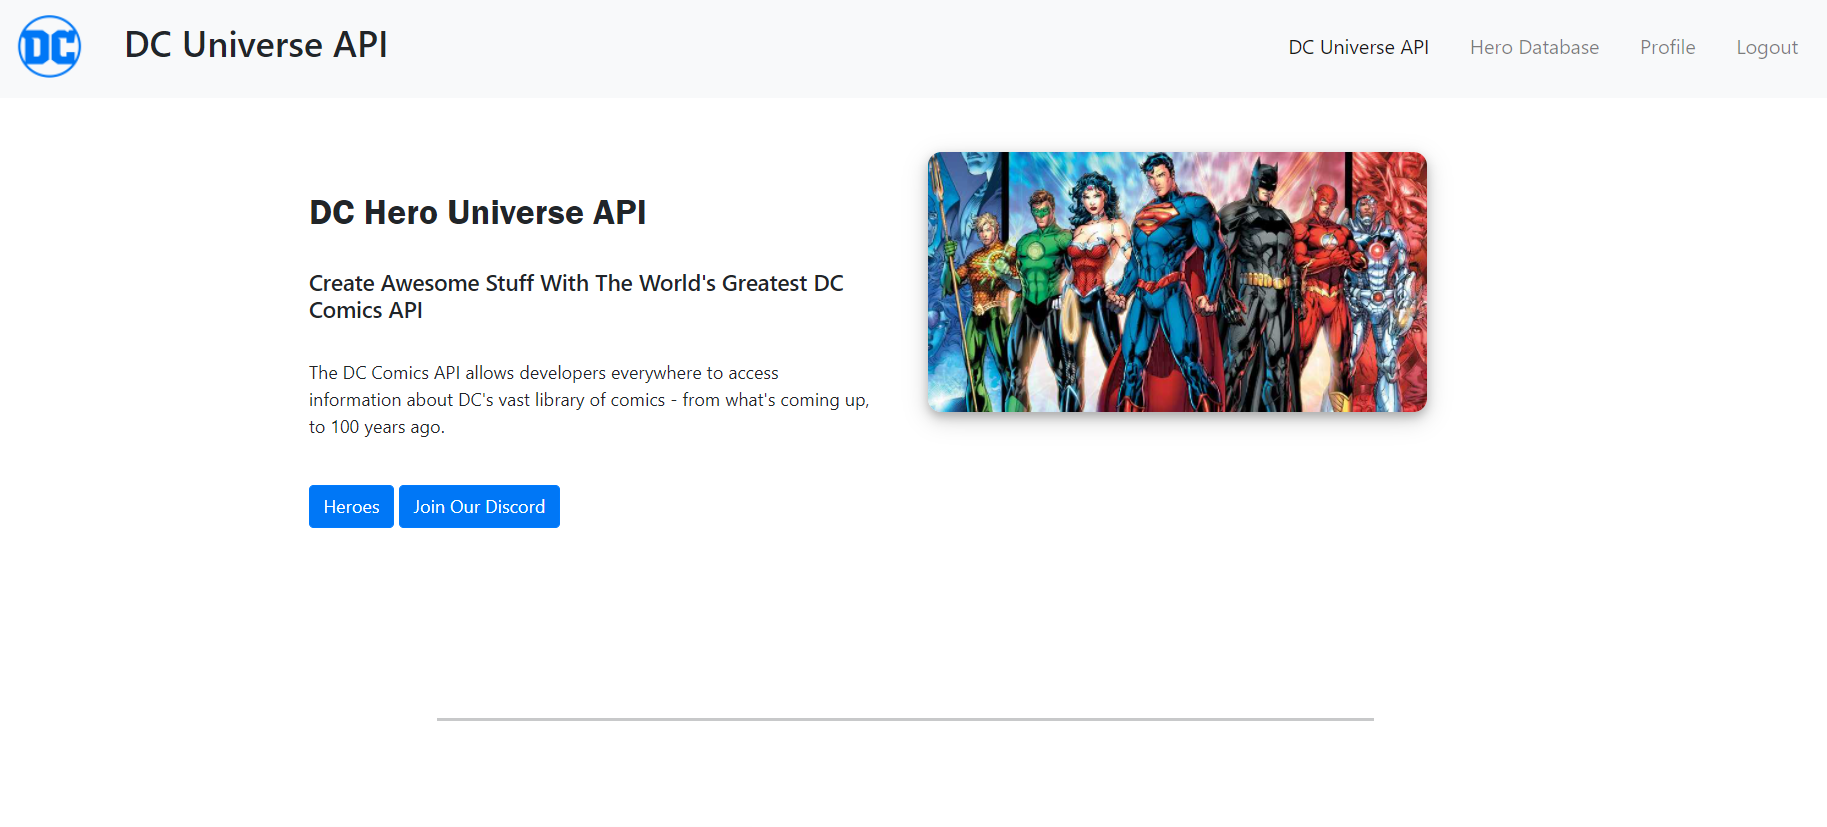 DC
DC Universe API
DC Universe API
Hero Database
Profile
Logout
DC Hero Universe API
Create Awesome Stuff With The World's Greatest DC
Comics API
The DC Comics API allows developers everywhere to access
information about DC's vast library of comics - from what's coming up,
to 100 years ago.
Heroes
Join Our Discord